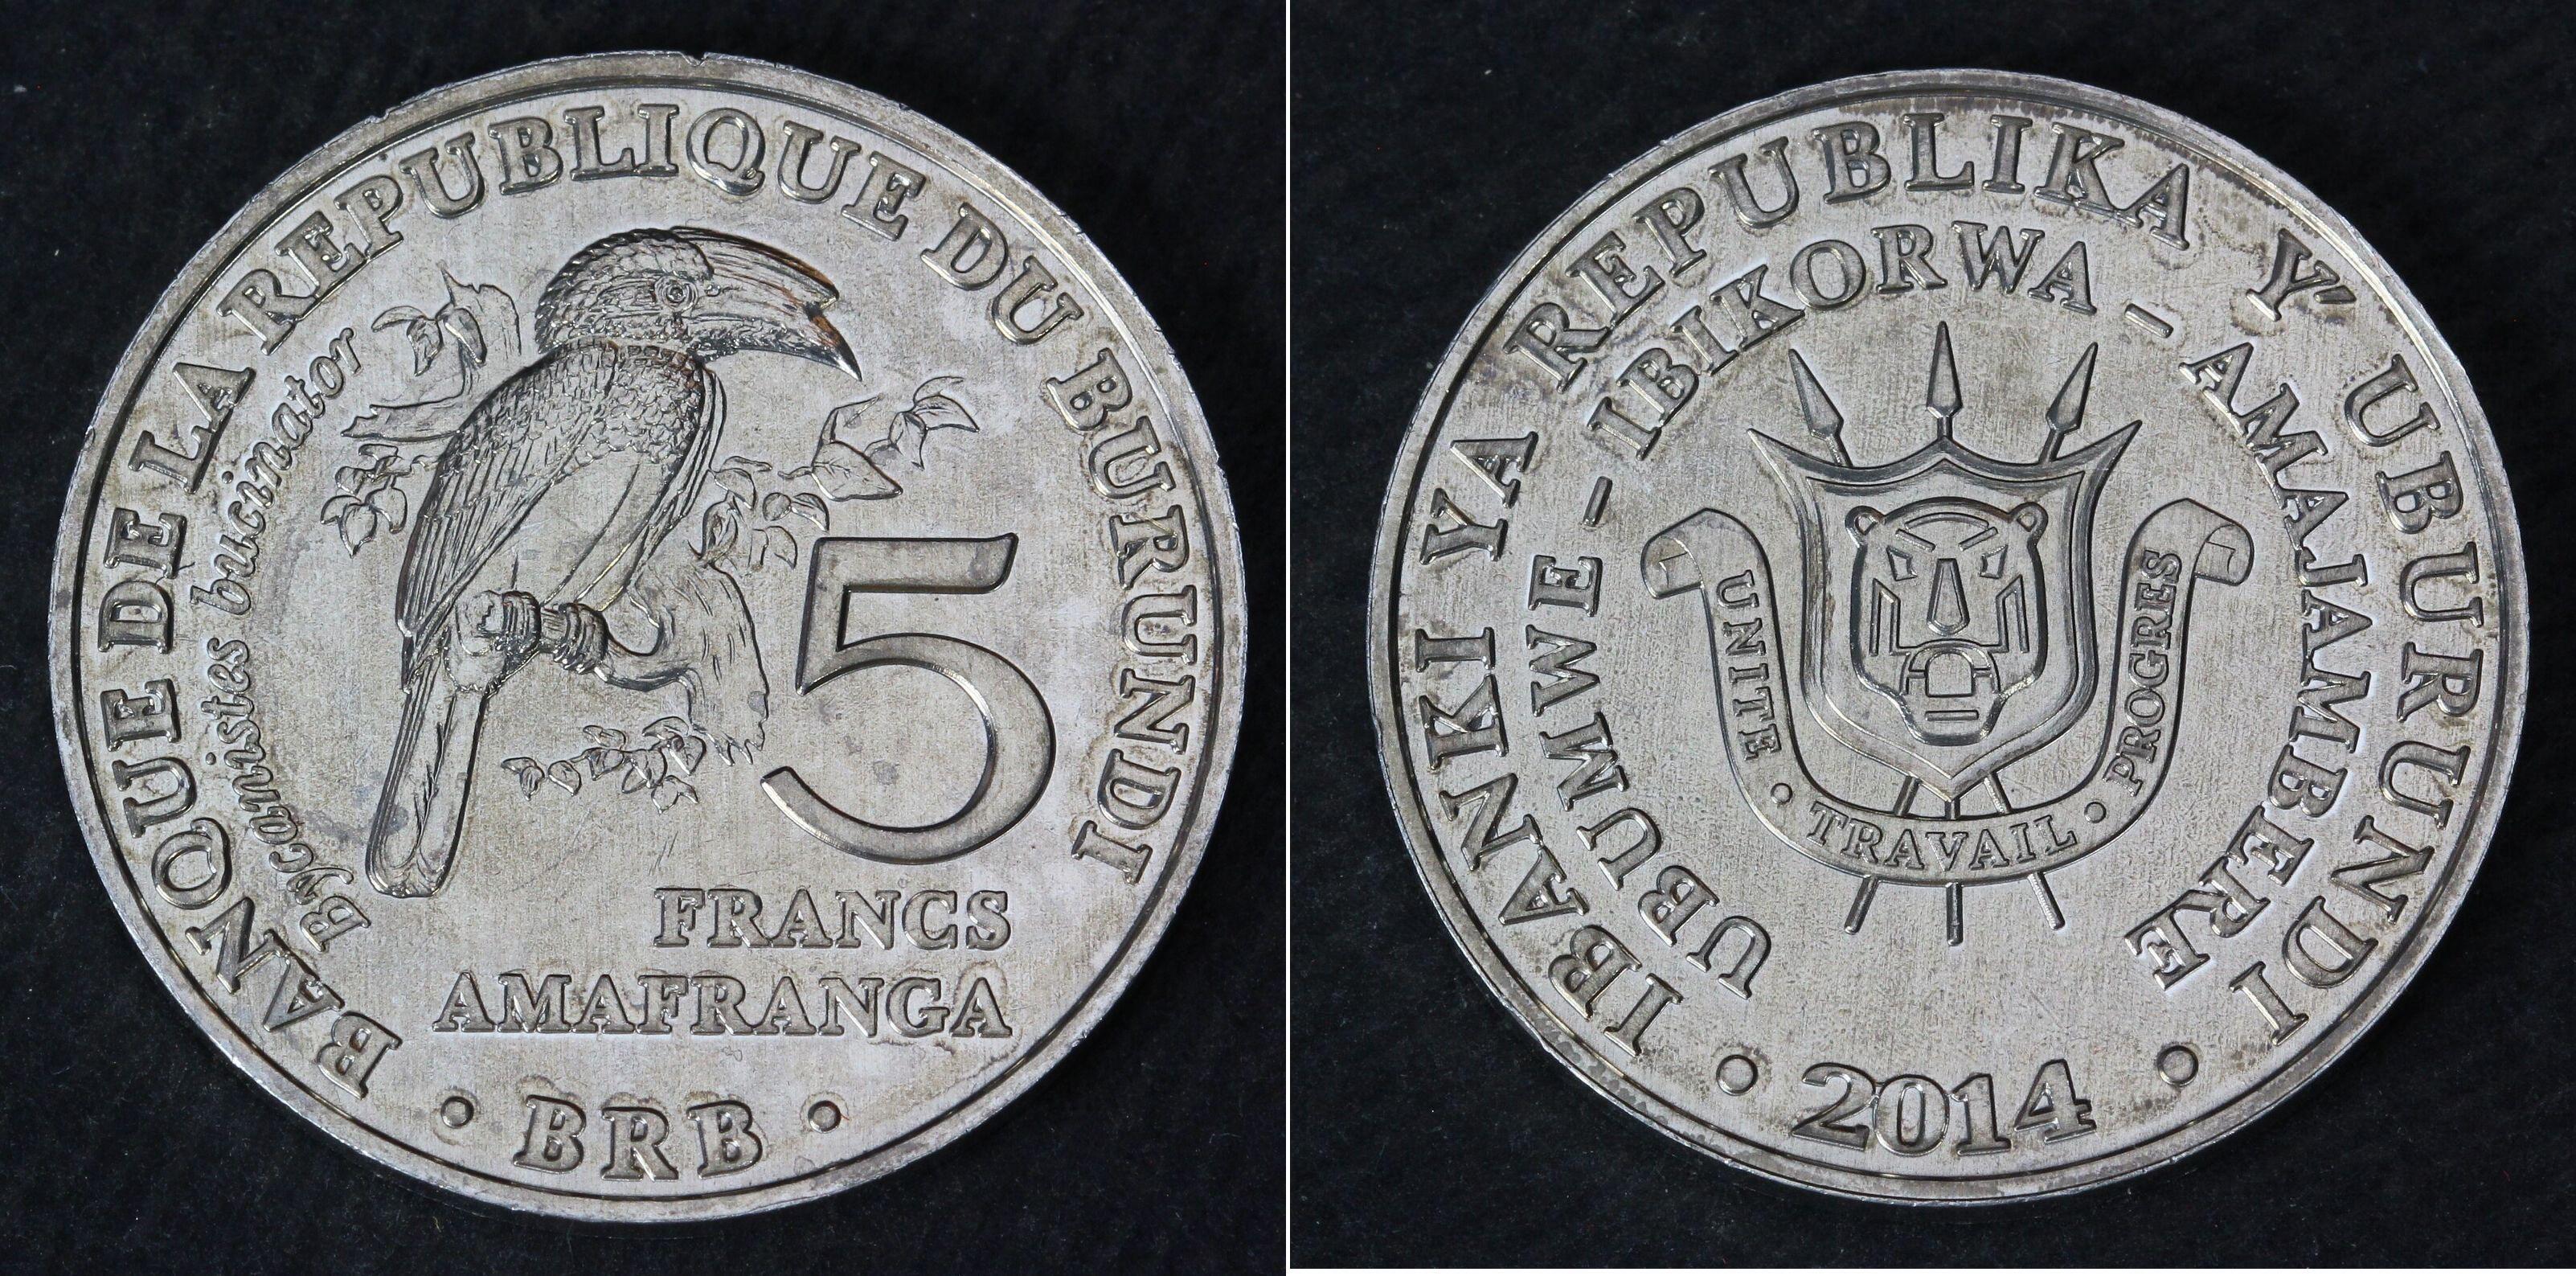 BANQUE DE LA REPUBLIQUE DU BURUNDI
Bycanistes bucinator
5
FRANCS
AMAFRANGA
• BRB •
IBANKI YA REPUBLIKA Y' UBURUNDI
UBUMWE - IBIKORWA - AMAJAMBERE
UNITE • TRAVAIL • PROGRES
• 2014 •